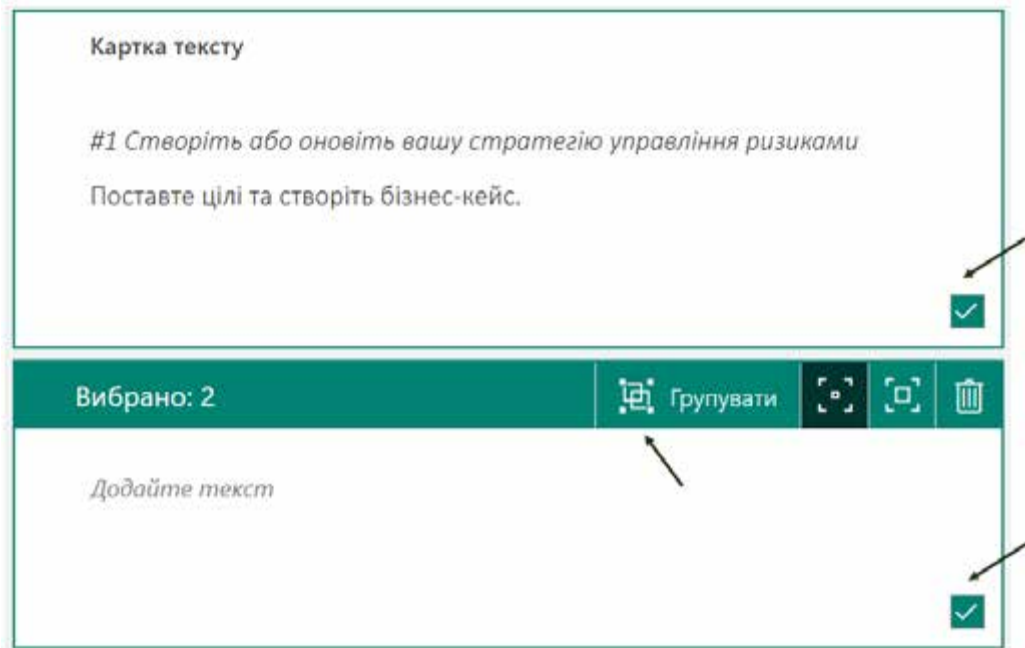 Картка тексту
#1 Створіть або оновіть вашу стратегію управління ризиками
Поставте цілі та створіть бізнес-кейс.
Вибрано: 2 Групувати
Додайте текст